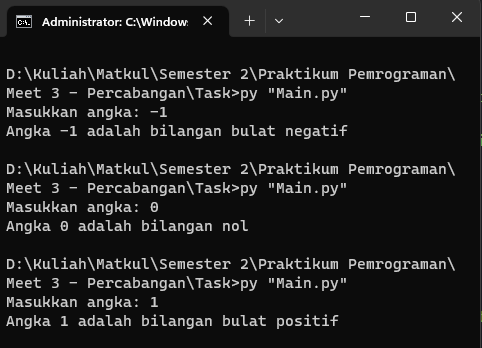 Administrator: C:\Window
D:\Kuliah\Matkul\Semester 2\Praktikum Pemrograman\
Meet 3 - Percabangan\Task>py "Main.py"
Masukkan angka: -1
Angka -1 adalah bilangan bulat negatif
D:\Kuliah\Matkul\Semester 2\Praktikum Pemrograman\
Meet 3 - Percabangan\Task>py "Main.py"
Masukkan angka: 0
Angka 0 adalah bilangan nol
D:\Kuliah\Matkul\Semester 2\Praktikum Pemrograman\
Meet 3 - Percabangan\Task>py "Main.py"
Masukkan angka: 1
Angka 1 adalah bilangan bulat positif